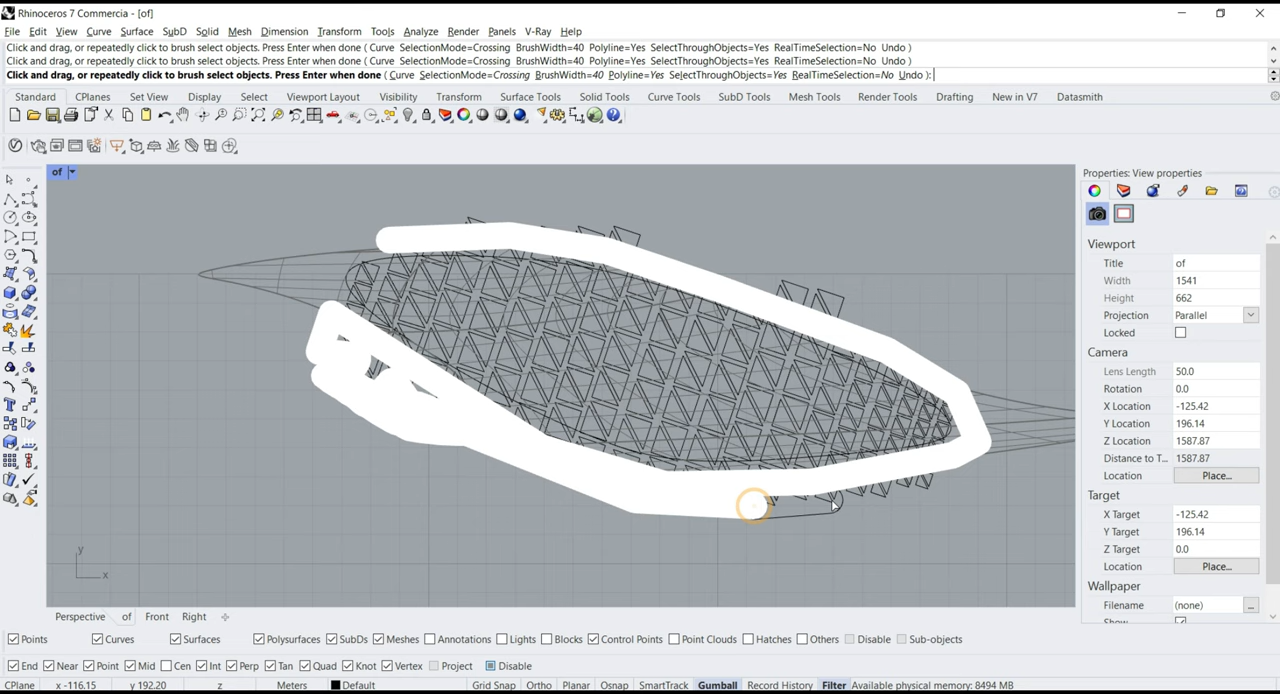 Rhinoceros 7 Commercia - [of]
File Edit View Curve Surface SubD Solid Mesh Dimension Transform Tools Analyze Render Panels V-Ray Help
Click and drag, or repeatedly click to brush select objects. Press Enter when done ( Curve SelectionMode=Crossing BrushWidth=40 Polyline=Yes SelectThroughObjects=Yes RealTimeSelection=No Undo )
Click and drag, or repeatedly click to brush select objects. Press Enter when done ( Curve SelectionMode=Crossing BrushWidth=40 Polyline=Yes SelectThroughObjects=Yes RealTimeSelection=No Undo )
Click and drag, or repeatedly click to brush select objects. Press Enter when done ( Curve SelectionMode=Crossing BrushWidth=40 Polyline=Yes SelectThroughObjects=Yes RealTimeSelection=No Undo ):
Standard CPlanes Set View Display Select Viewport Layout Visibility Transform Surface Tools Solid Tools Curve Tools SubD Tools Mesh Tools Render Tools Drafting New in V7 Datasmith
of
Properties: View properties
Viewport
Title of
Width 1541
Height 662
Projection Parallel
Locked
Camera
Lens Length 50.0
Rotation 0.0
X Location -125.42
Y Location 196.14
Z Location 1587.87
Distance to T... 1587.87
Location Place...
Target
X Target -125.42
Y Target 196.14
Z Target 0.0
Location Place...
Wallpaper
Filename (none) ...
Show
y
x
Perspective of Front Right
Points Curves Surfaces Polysurfaces SubDs Meshes Annotations Lights Blocks Control Points Point Clouds Hatches Others Disable Sub-objects
End Near Point Mid Cen Int Perp Tan Quad Knot Vertex Project Disable
CPlane x -116.15 y 192.20 z Meters Default Grid Snap Ortho Planar Osnap SmartTrack Gumball Record History Filter Available physical memory: 8494 MB